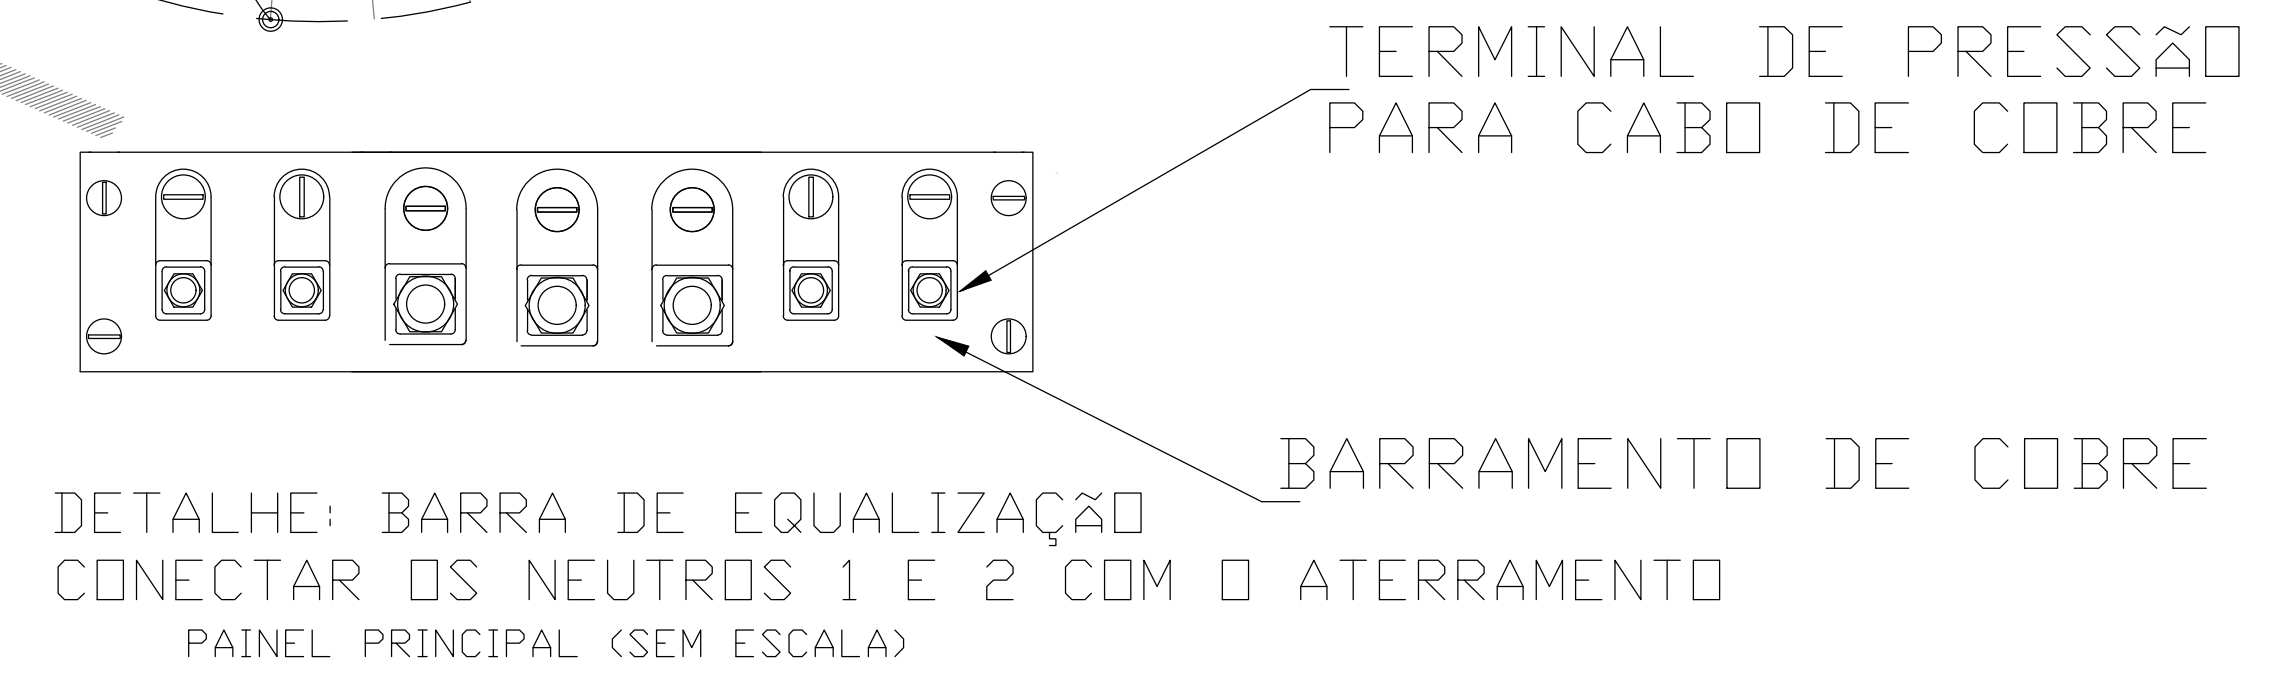 TERMINAL DE PRESSÃO
PARA CABO DE COBRE
BARRAMENTO DE COBRE
DETALHE: BARRA DE EQUALIZAÇÃO
CONECTAR OS NEUTROS 1 E 2 COM O ATERRAMENTO
PAINEL PRINCIPAL (SEM ESCALA)